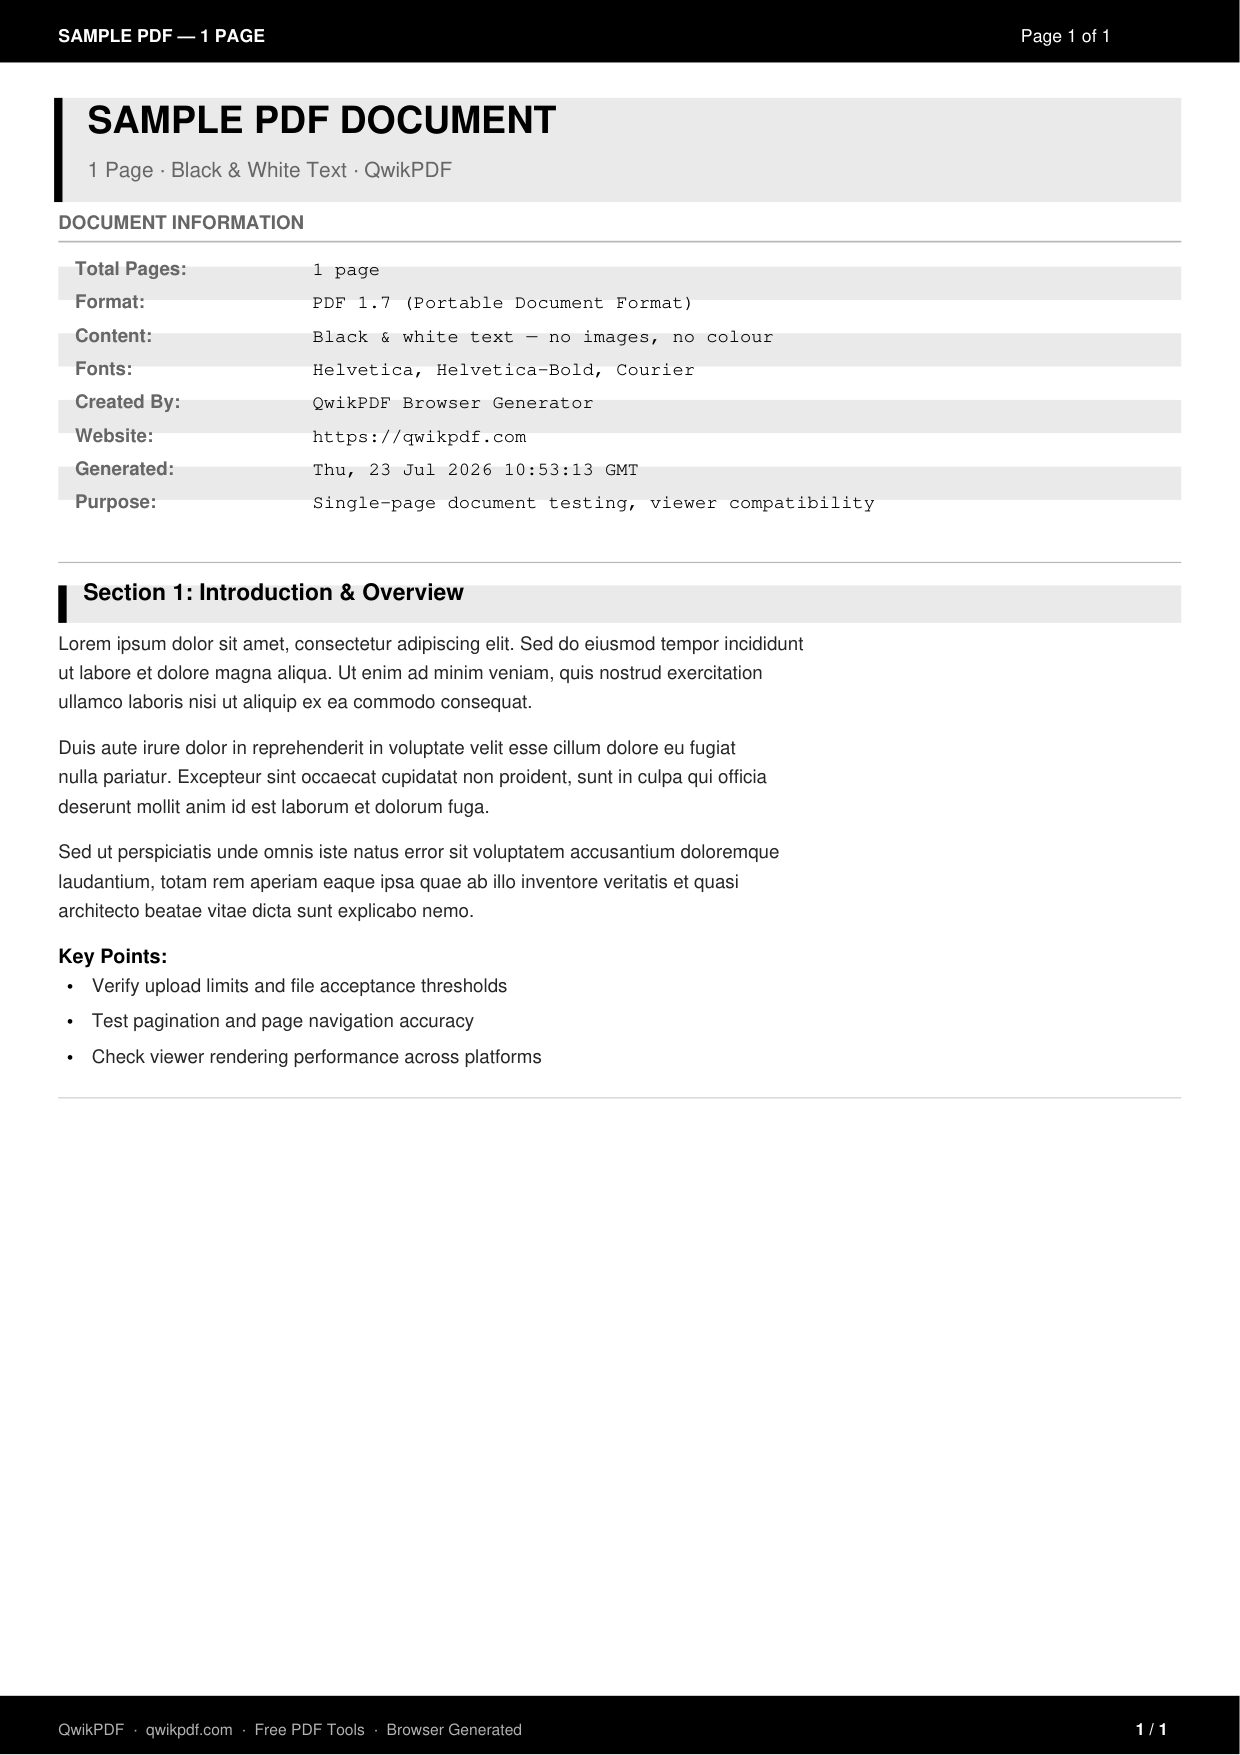 SAMPLE PDF — 1 PAGE Page 1 of 1
SAMPLE PDF DOCUMENT
1 Page · Black & White Text · QwikPDF
DOCUMENT INFORMATION
Total Pages: 1 page
Format: PDF 1.7 (Portable Document Format)
Content: Black & white text — no images, no colour
Fonts: Helvetica, Helvetica-Bold, Courier
Created By: QwikPDF Browser Generator
Website: https://qwikpdf.com
Generated: Thu, 23 Jul 2026 10:53:13 GMT
Purpose: Single-page document testing, viewer compatibility
Section 1: Introduction & Overview
Lorem ipsum dolor sit amet, consectetur adipiscing elit. Sed do eiusmod tempor incididunt
ut labore et dolore magna aliqua. Ut enim ad minim veniam, quis nostrud exercitation
ullamco laboris nisi ut aliquip ex ea commodo consequat.
Duis aute irure dolor in reprehenderit in voluptate velit esse cillum dolore eu fugiat
nulla pariatur. Excepteur sint occaecat cupidatat non proident, sunt in culpa qui officia
deserunt mollit anim id est laborum et dolorum fuga.
Sed ut perspiciatis unde omnis iste natus error sit voluptatem accusantium doloremque
laudantium, totam rem aperiam eaque ipsa quae ab illo inventore veritatis et quasi
architecto beatae vitae dicta sunt explicabo nemo.
Key Points:
• Verify upload limits and file acceptance thresholds
• Test pagination and page navigation accuracy
• Check viewer rendering performance across platforms
QwikPDF · qwikpdf.com · Free PDF Tools · Browser Generated 1 / 1